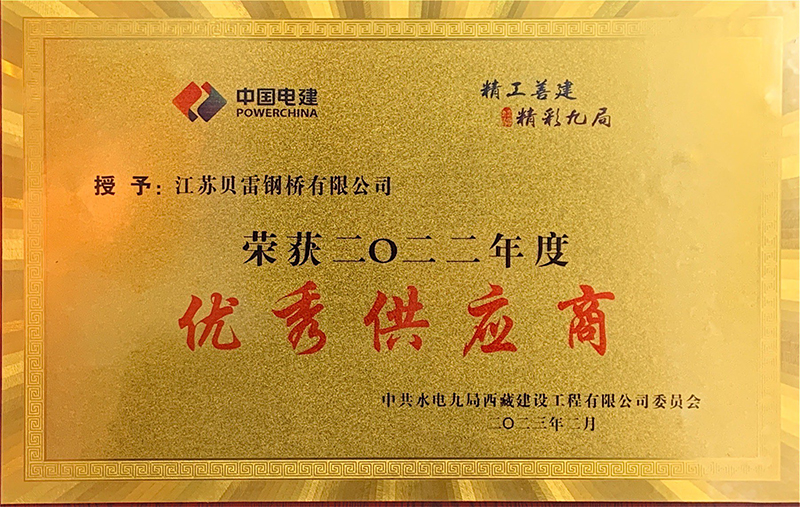 中国电建
POWERCHINA
精工善建
精彩九局
授 予：江苏贝雷钢桥有限公司
荣获二〇二二年度
优秀供应商
中共水电九局西藏建设工程有限公司委员会
二〇二三年二月